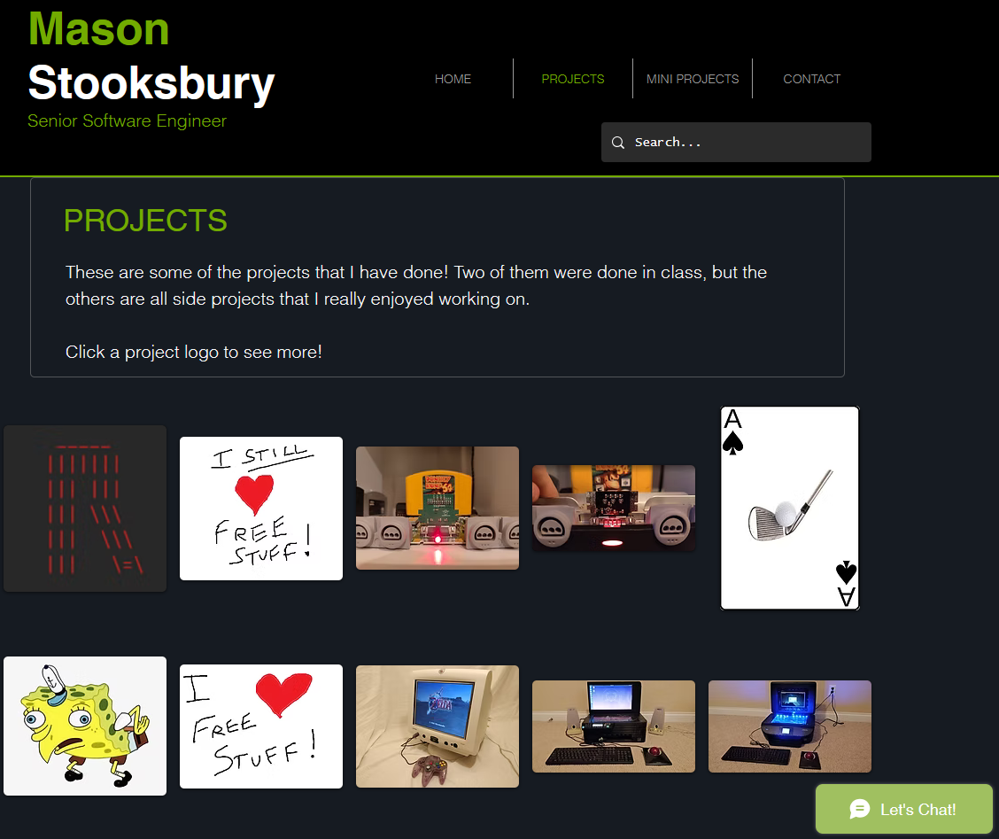 Mason
Stooksbury
Senior Software Engineer
HOME
PROJECTS
MINI PROJECTS
CONTACT
Search...
PROJECTS
These are some of the projects that I have done! Two of them were done in class, but the
others are all side projects that I really enjoyed working on.
Click a project logo to see more!
I STILL
FREE
STUFF!
A
A
I
FREE
STUFF!
Let's Chat!